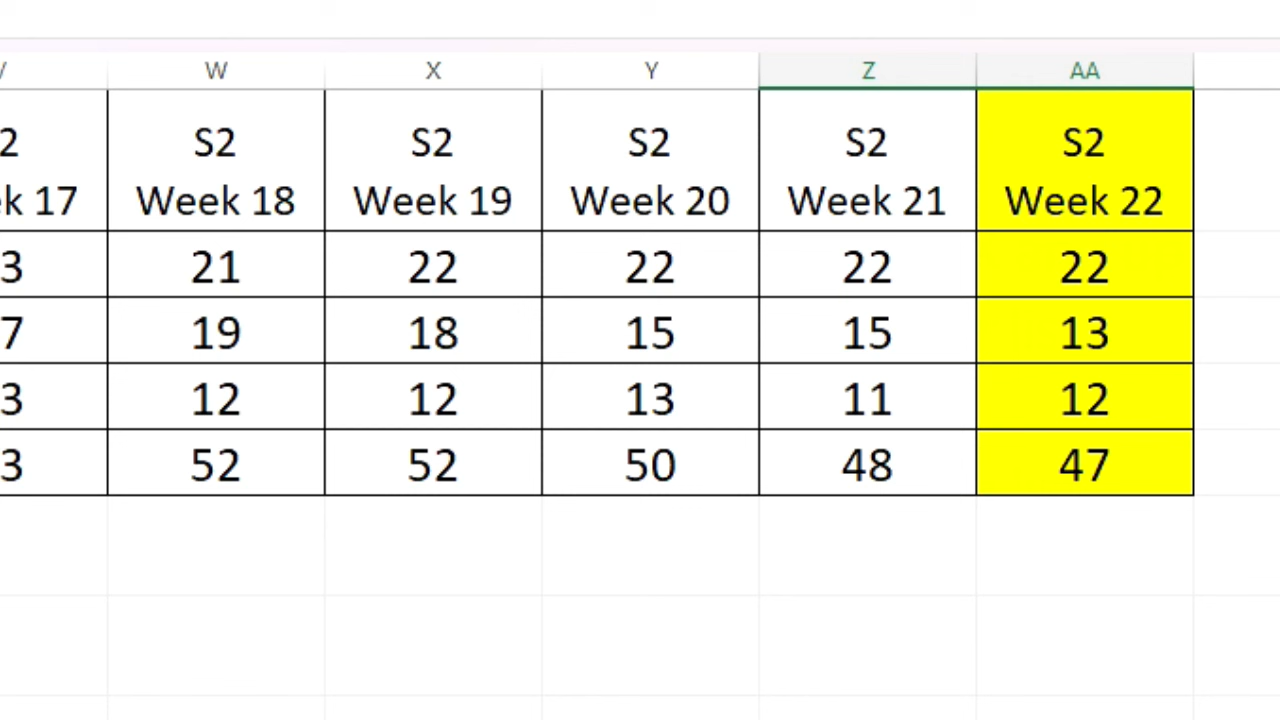 W X Y Z AA
2 S2 S2 S2 S2 S2
k 17 Week 18 Week 19 Week 20 Week 21 Week 22
3 21 22 22 22 22
7 19 18 15 15 13
3 12 12 13 11 12
3 52 52 50 48 47